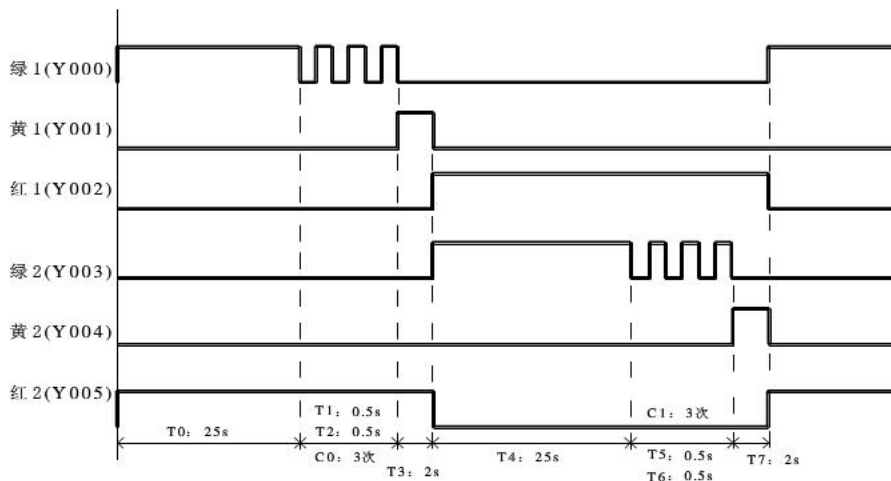 绿1(Y000)
黄1(Y001)
红1(Y002)
绿2(Y003)
黄2(Y004)
红2(Y005)
T0：25s
T1：0.5s
T2：0.5s
C0：3次
T3：2s
T4：25s
C1：3次
T5：0.5s
T6：0.5s
T7：2s